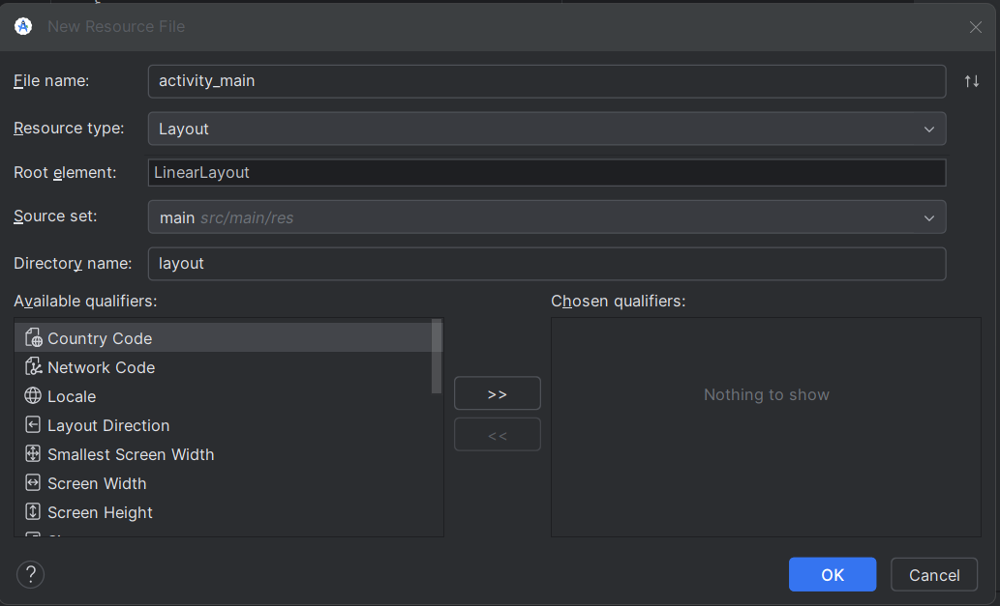 New Resource File
File name: activity_main
Resource type: Layout
Root element: LinearLayout
Source set: main src/main/res
Directory name: layout
Available qualifiers:
Chosen qualifiers:
Country Code
Network Code
Locale
Layout Direction
Smallest Screen Width
Screen Width
Screen Height
>>
<<
Nothing to show
?
OK
Cancel